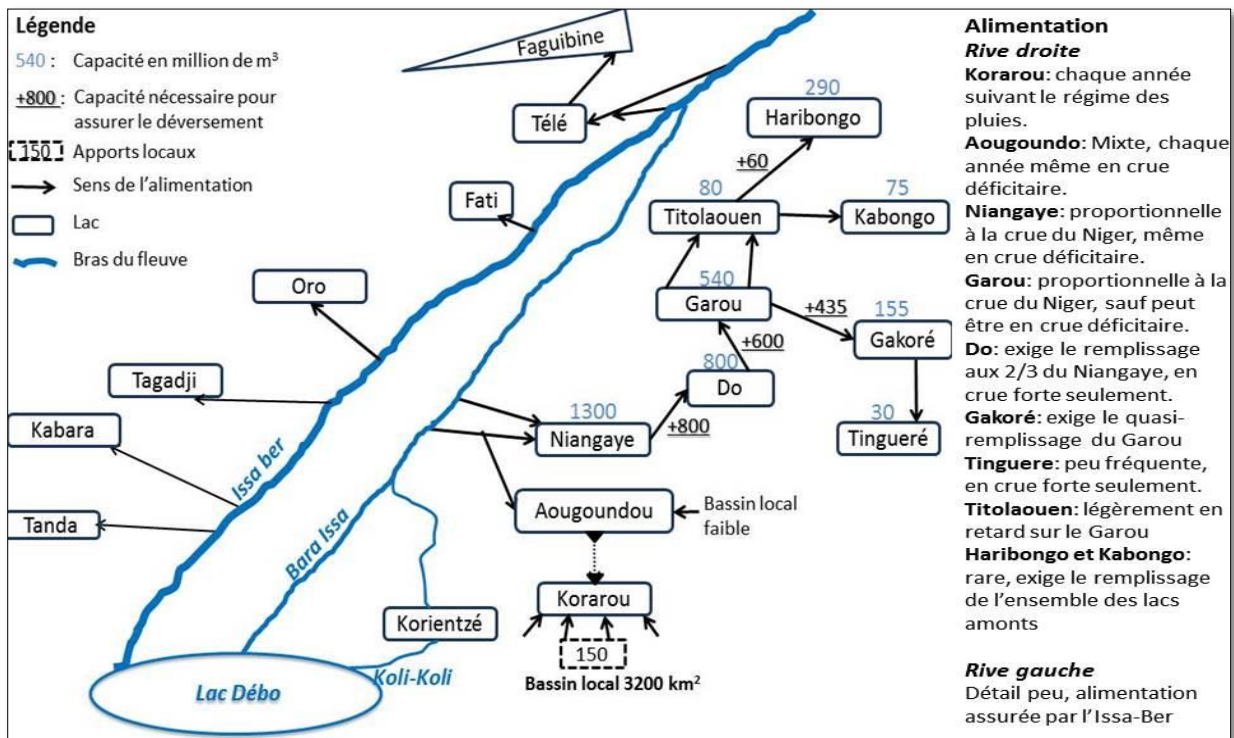 Légende
540 : Capacité en million de m³
+800 : Capacité nécessaire pour
assurer le déversement
150 Apports locaux
Sens de l'alimentation
Lac
Bras du fleuve
Faguibine
Télé
Fati
Oro
Tagadji
Kabara
Tanda
Issa ber
Bara Issa
Koli-Koli
Lac Débo
Korientzé
290
Haribongo
+60
80
Titolaouen
75
Kabongo
540
Garou
+435
155
Gakoré
+600
800
Do
30
Tingueré
1300
Niangaye
+800
Aougoundou
Bassin local
faible
Korarou
150
Bassin local 3200 km²
Alimentation
Rive droite
Korarou: chaque année
suivant le régime des
pluies.
Aougoundo: Mixte, chaque
année même en crue
déficitaire.
Niangaye: proportionnelle
à la crue du Niger, même
en crue déficitaire.
Garou: proportionnelle à la
crue du Niger, sauf peut
être en crue déficitaire.
Do: exige le remplissage
aux 2/3 du Niangaye, en
crue forte seulement.
Gakoré: exige le quasi-
remplissage du Garou
Tinguere: peu fréquente,
en crue forte seulement.
Titolaouen: légèrement en
retard sur le Garou
Haribongo et Kabongo:
rare, exige le remplissage
de l'ensemble des lacs
amonts
Rive gauche
Détail peu, alimentation
assurée par l'Issa-Ber